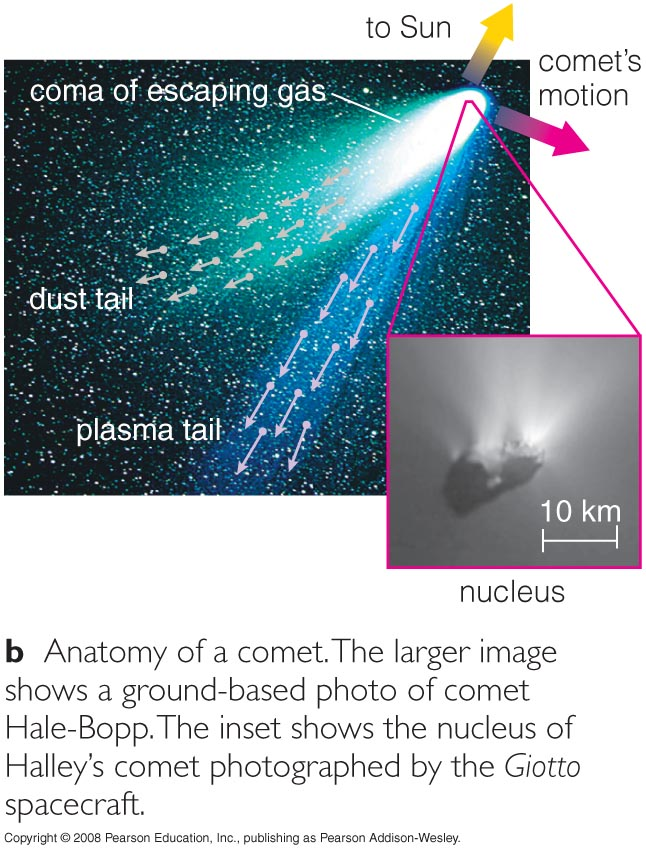 to Sun
comet's
motion
coma of escaping gas
dust tail
plasma tail
10 km
nucleus
b Anatomy of a comet. The larger image
shows a ground-based photo of comet
Hale-Bopp. The inset shows the nucleus of
Halley's comet photographed by the Giotto
spacecraft.
Copyright © 2008 Pearson Education, Inc., publishing as Pearson Addison-Wesley.